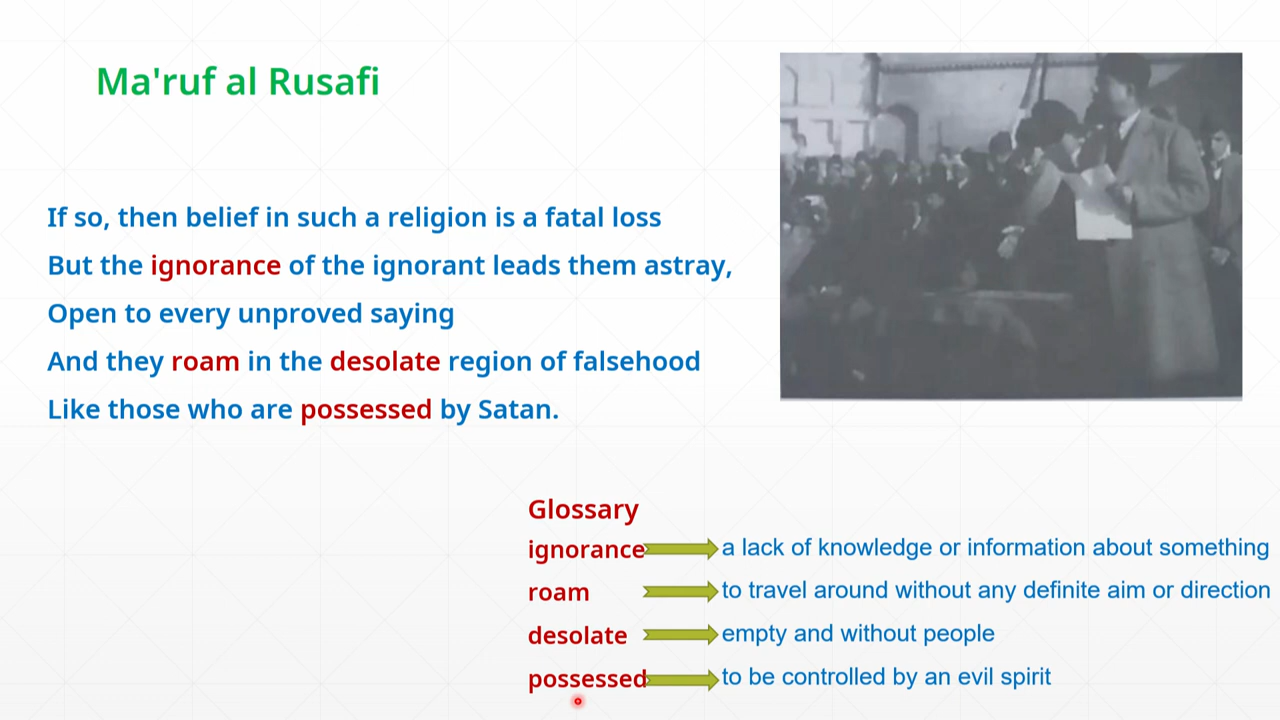 Ma'ruf al Rusafi
If so, then belief in such a religion is a fatal loss
But the ignorance of the ignorant leads them astray,
Open to every unproved saying
And they roam in the desolate region of falsehood
Like those who are possessed by Satan.
Glossary
ignorance a lack of knowledge or information about something
roam to travel around without any definite aim or direction
desolate empty and without people
possessed to be controlled by an evil spirit